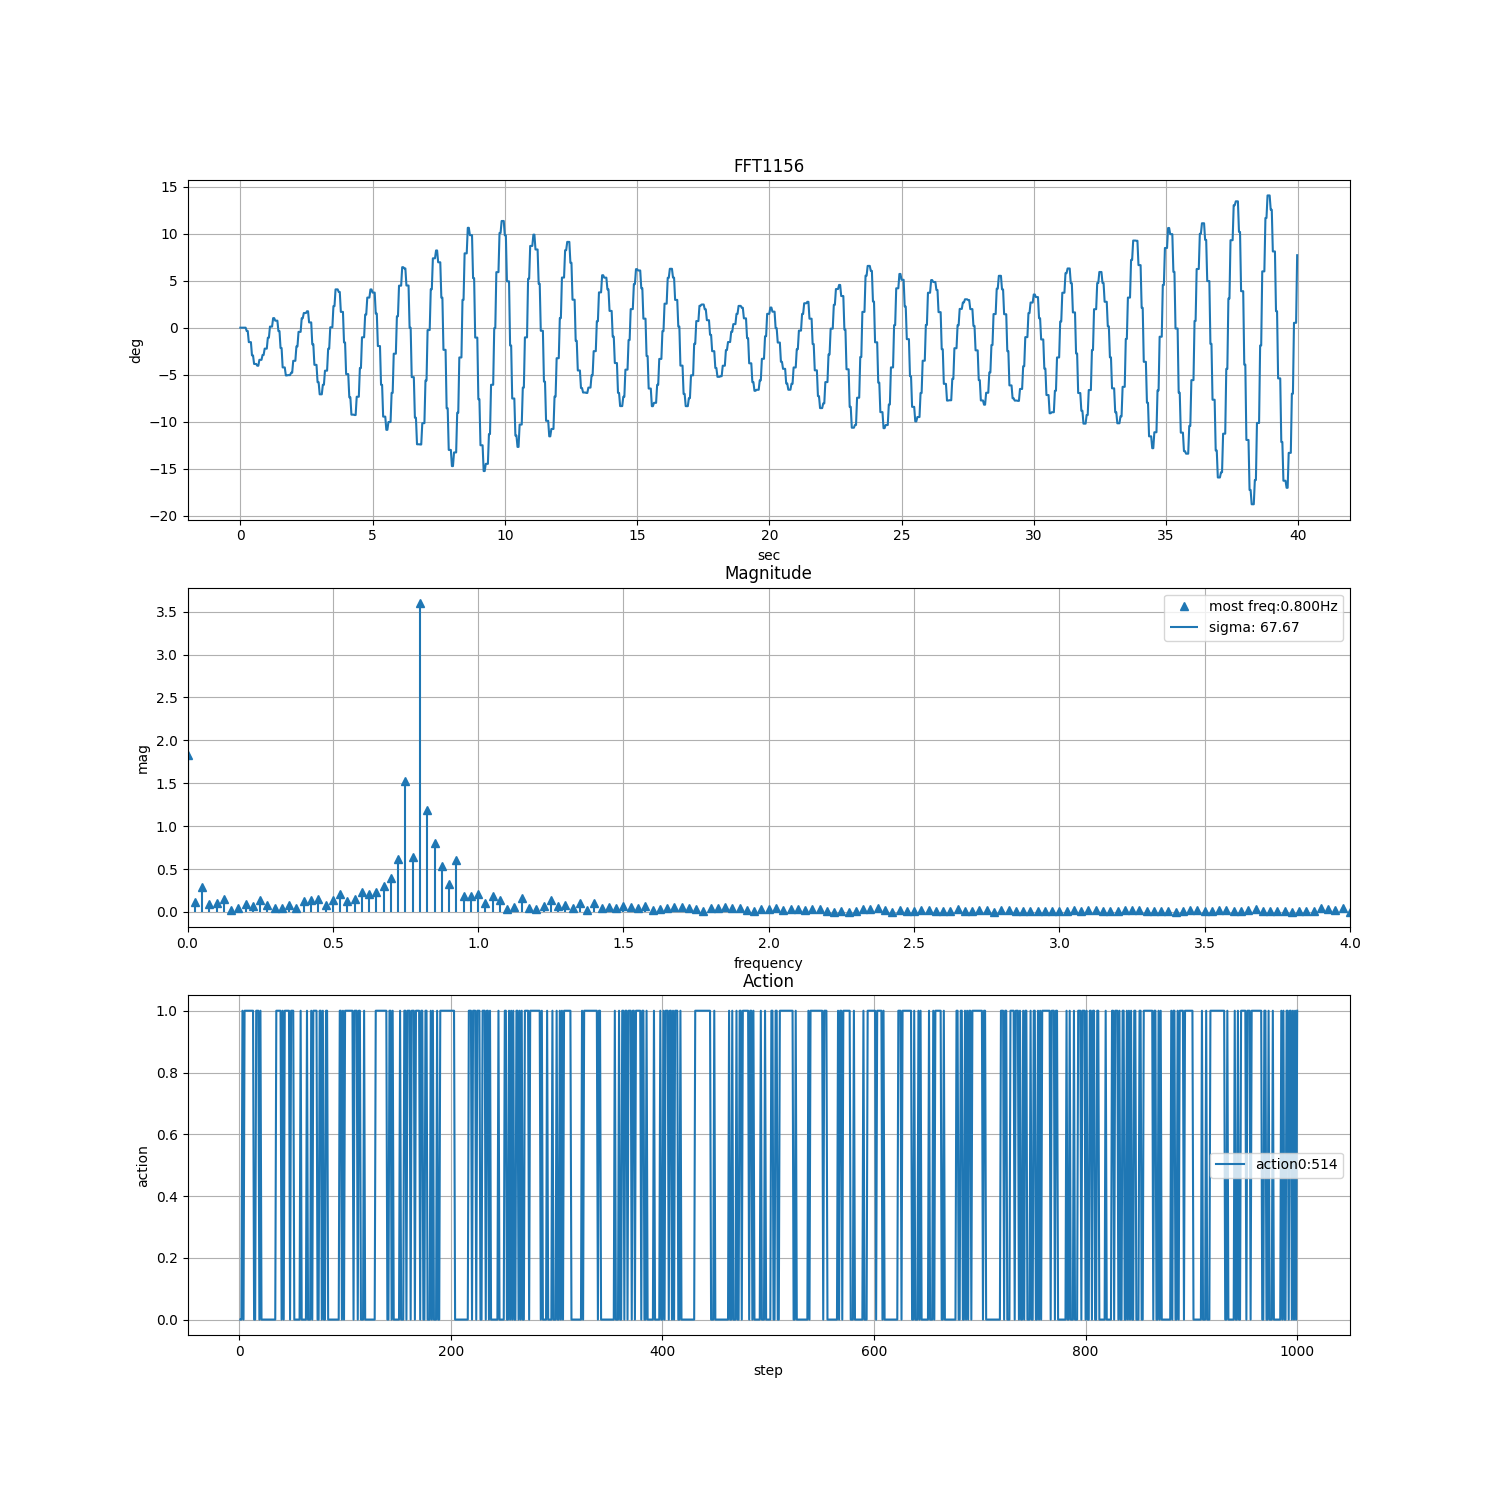 FFT1156
15
10
5
0
−5
−10
−15
−20
deg
0 5 10 15 20 25 30 35 40
sec
Magnitude
most freq:0.800Hz
sigma: 67.67
3.5
3.0
2.5
2.0
1.5
1.0
0.5
0.0
mag
0.0 0.5 1.0 1.5 2.0 2.5 3.0 3.5 4.0
frequency
Action
1.0
0.8
0.6
0.4
0.2
0.0
action
action0:514
0 200 400 600 800 1000
step